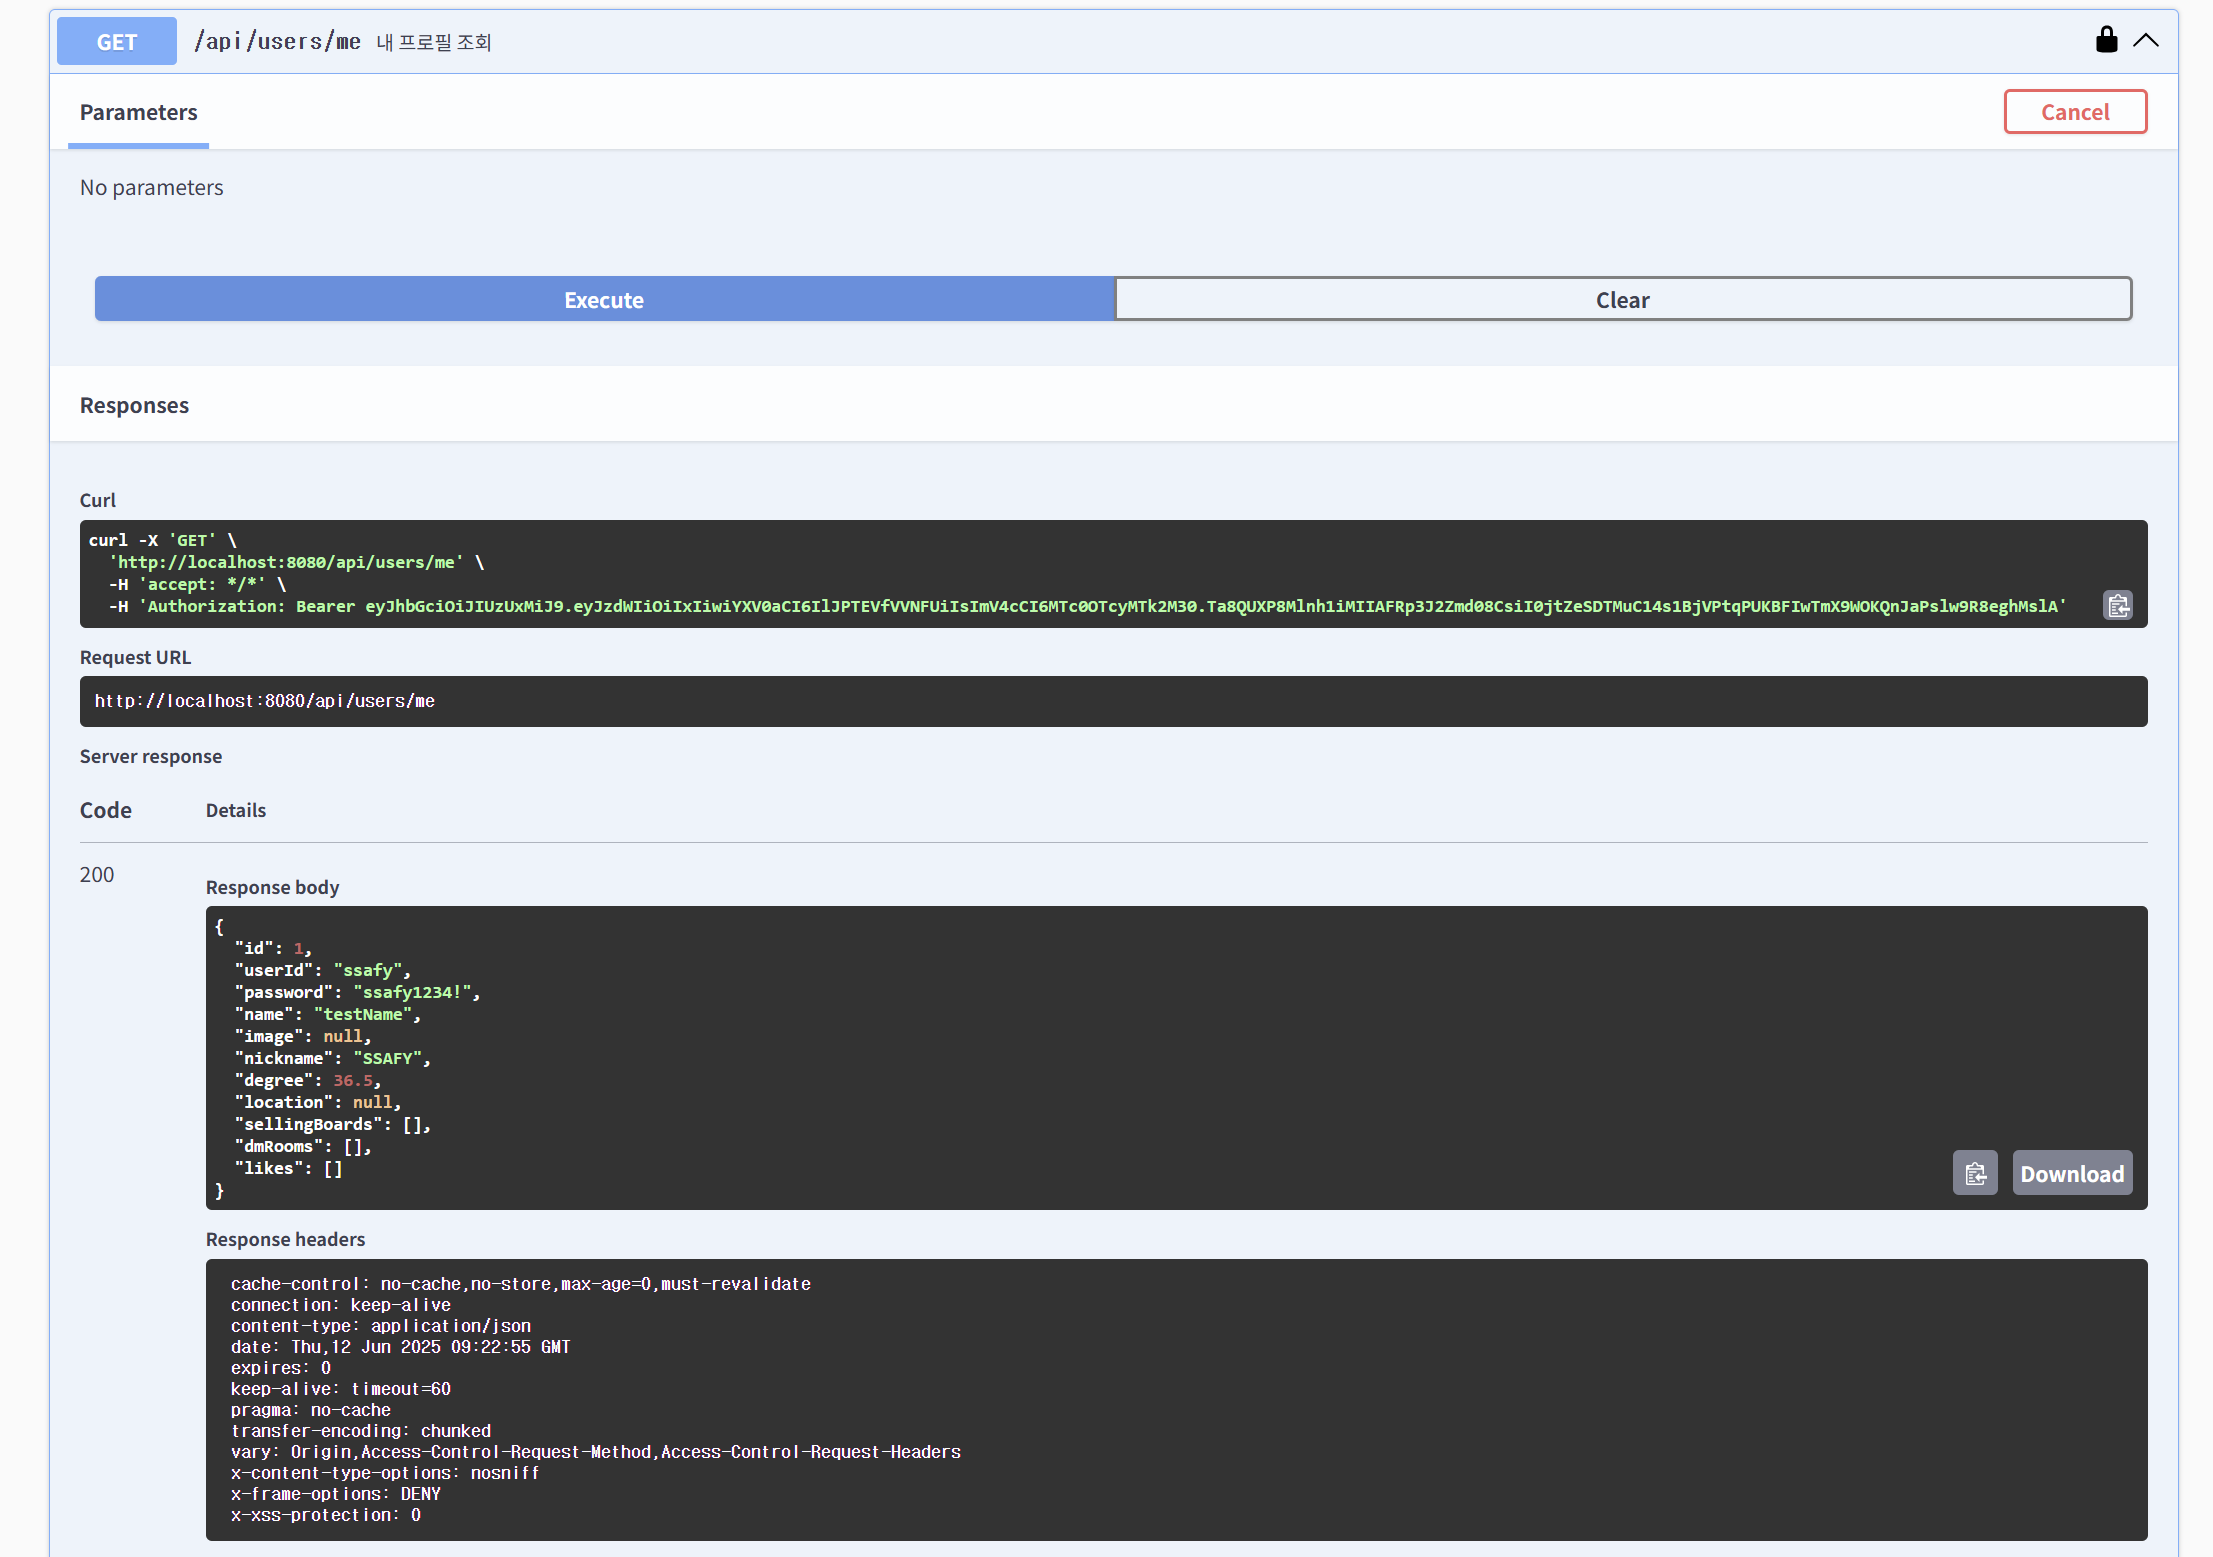 GET /api/users/me 내 프로필 조회
Parameters
Cancel
No parameters
Execute
Clear
Responses
Curl
curl -X 'GET' \
  'http://localhost:8080/api/users/me' \
  -H 'accept: */*' \
  -H 'Authorization: Bearer eyJhbGciOiJIUzUxMiJ9.eyJzdWIiOiIxIiwiYXV0aCI6IlJPTEVfVVNFUiIsImV4cCI6MTc0OTcyMTk2M30.Ta8QUXP8Mlnh1iMIIAFRp3J2Zmd08CsiI0jtZeSDTMuC14s1BjVPtqPUKBFIwTmX9WOKQnJaPslw9R8eghMslA'
Request URL
http://localhost:8080/api/users/me
Server response
Code Details
200
Response body
{
  "id": 1,
  "userId": "ssafy",
  "password": "ssafy1234!",
  "name": "testName",
  "image": null,
  "nickname": "SSAFY",
  "degree": 36.5,
  "location": null,
  "sellingBoards": [],
  "dmRooms": [],
  "likes": []
}
Download
Response headers
cache-control: no-cache,no-store,max-age=0,must-revalidate
connection: keep-alive
content-type: application/json
date: Thu,12 Jun 2025 09:22:55 GMT
expires: 0
keep-alive: timeout=60
pragma: no-cache
transfer-encoding: chunked
vary: Origin,Access-Control-Request-Method,Access-Control-Request-Headers
x-content-type-options: nosniff
x-frame-options: DENY
x-xss-protection: 0